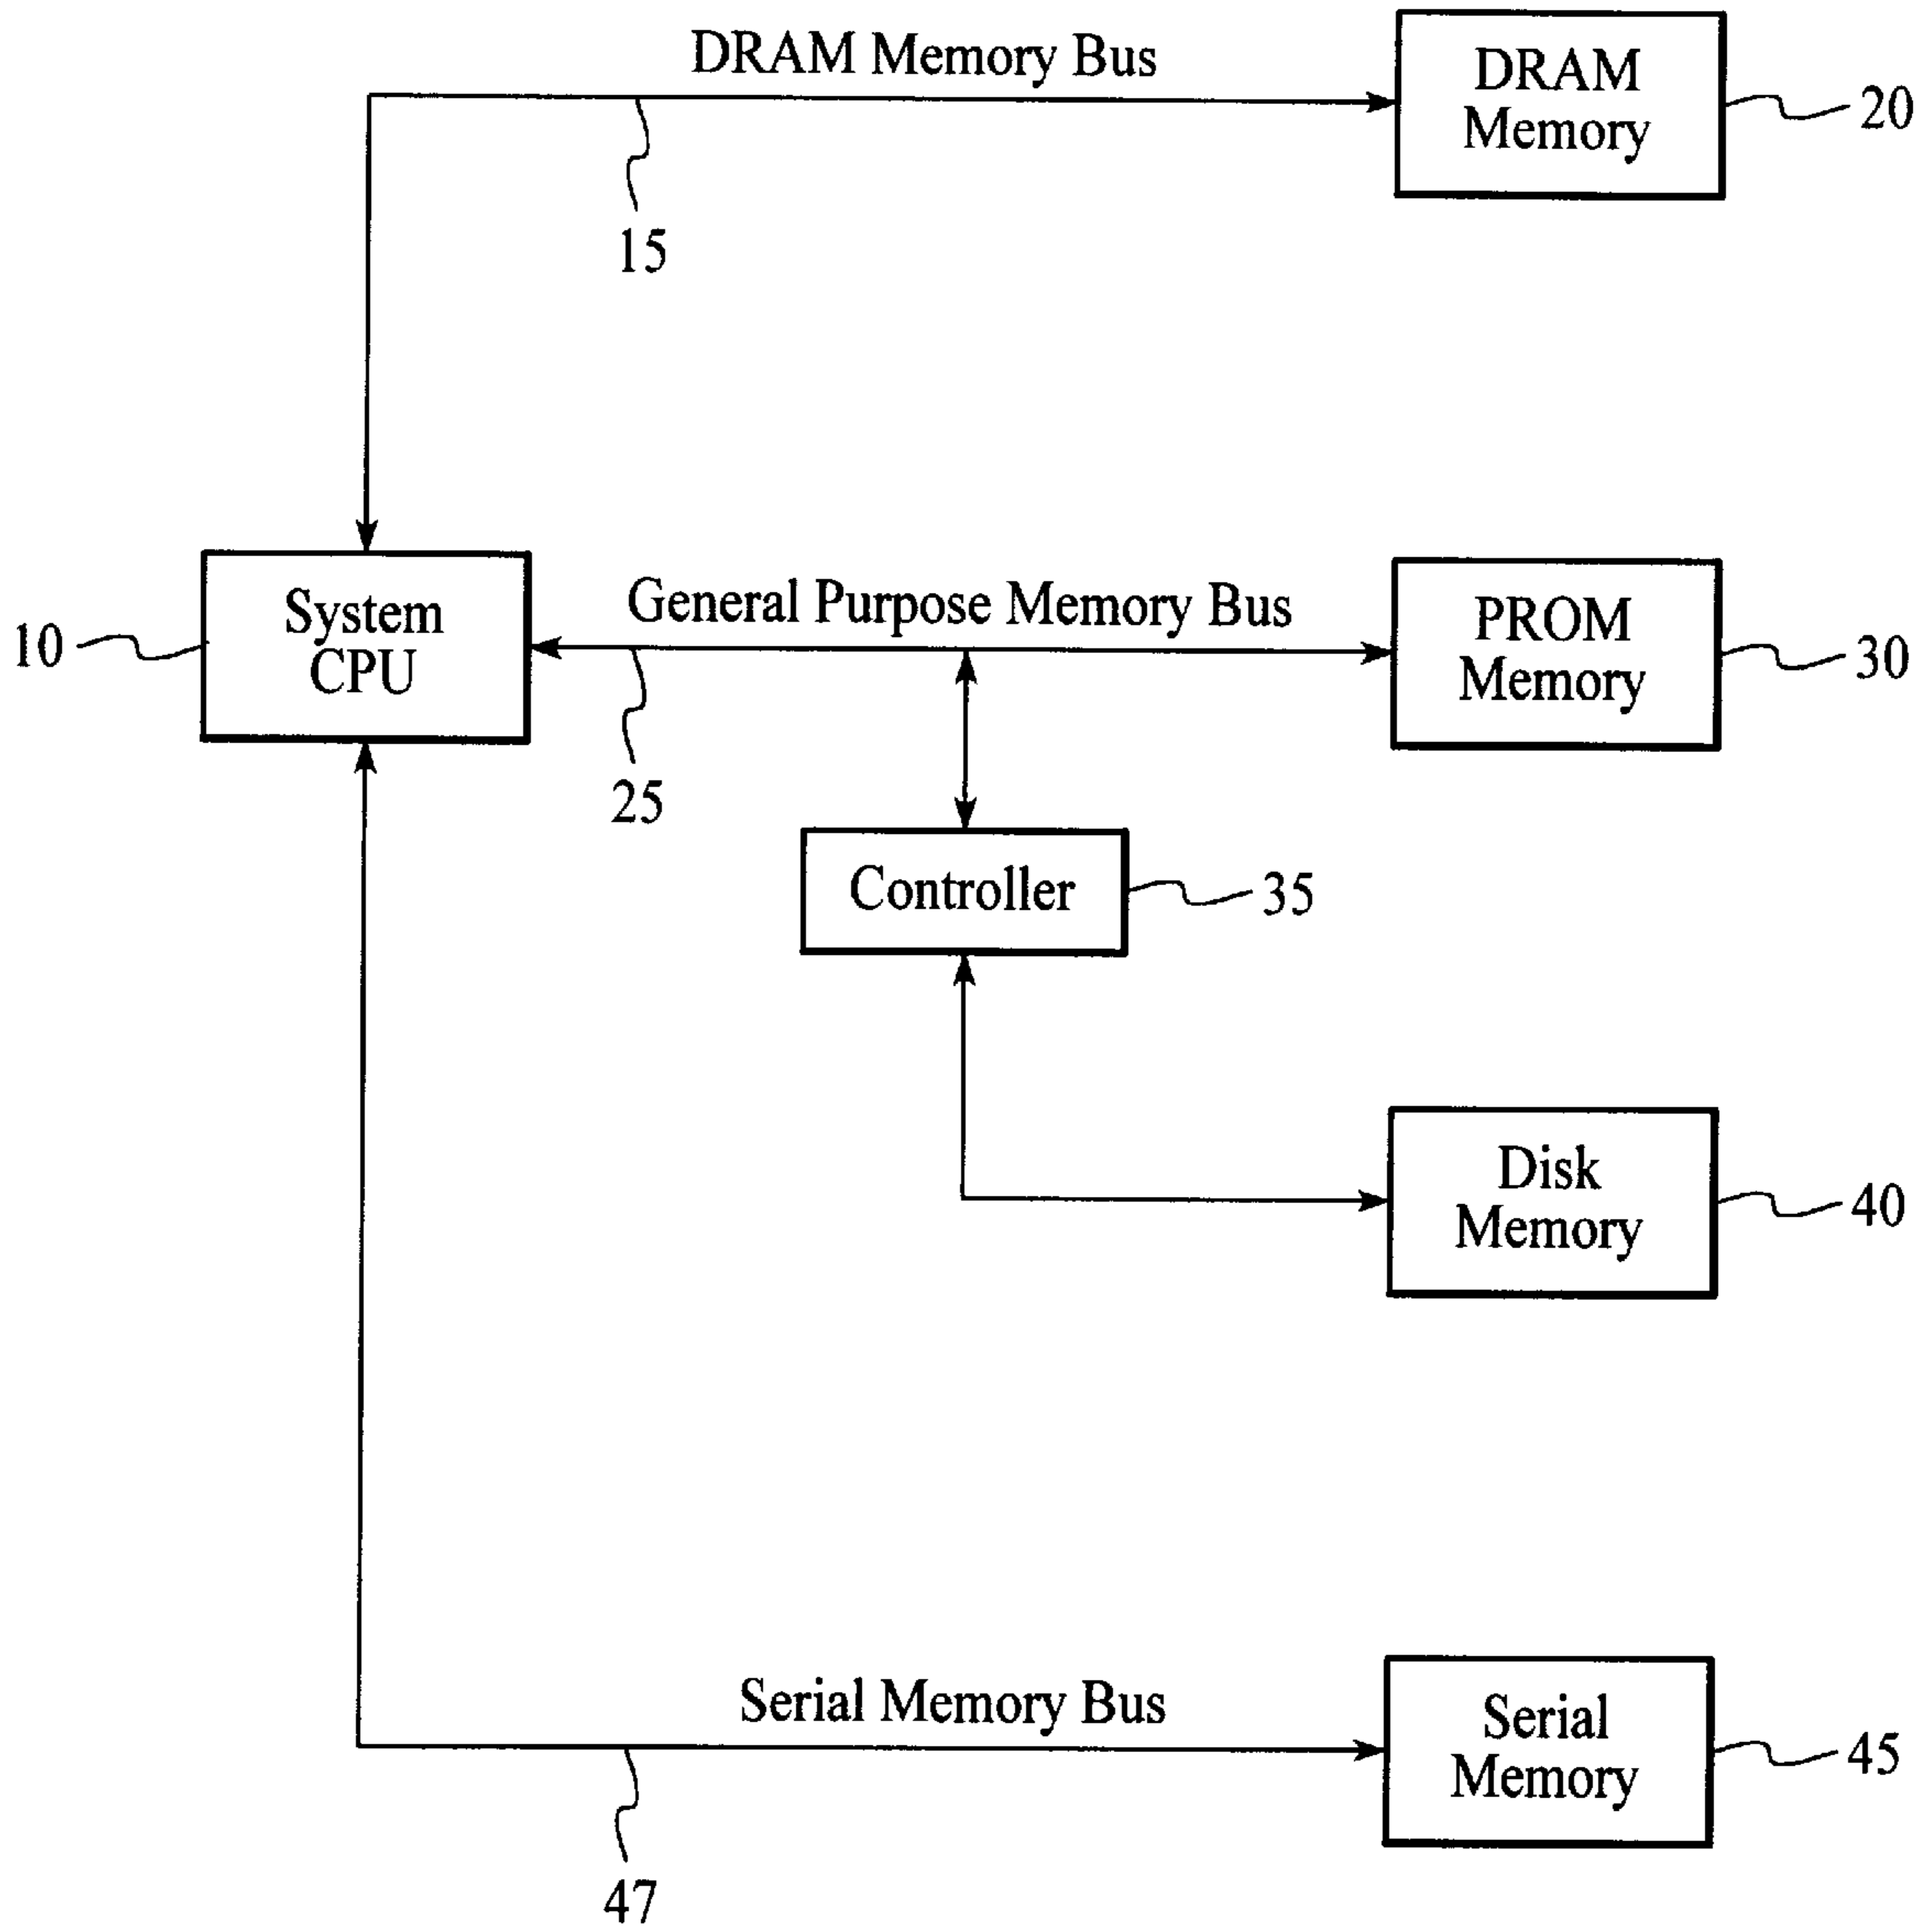 DRAM Memory Bus
DRAM
Memory
20
15
System
CPU
10
General Purpose Memory Bus
PROM
Memory
30
25
Controller
35
Disk
Memory
40
Serial Memory Bus
Serial
Memory
45
47